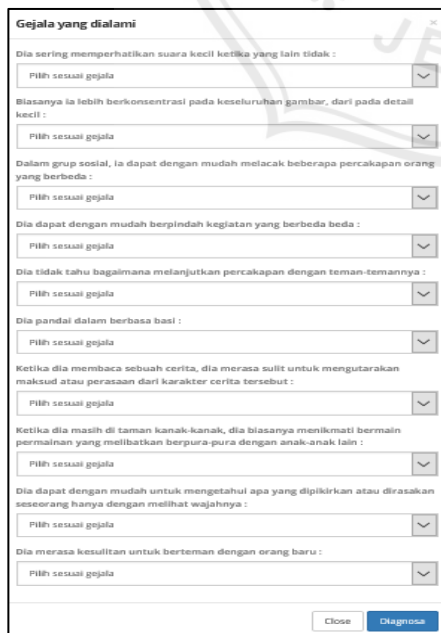 Gejala yang dialami
×
Dia sering memperhatikan suara kecil ketika yang lain tidak :
Pilih sesuai gejala
Biasanya ia lebih berkonsentrasi pada keseluruhan gambar, dari pada detail
kecil :
Pilih sesuai gejala
Dalam grup sosial, ia dapat dengan mudah melacak beberapa percakapan orang
yang berbeda :
Pilih sesuai gejala
Dia dapat dengan mudah berpindah kegiatan yang berbeda beda :
Pilih sesuai gejala
Dia tidak tahu bagaimana melanjutkan percakapan dengan teman-temannya :
Pilih sesuai gejala
Dia pandai dalam berbasa basi :
Pilih sesuai gejala
Ketika dia membaca sebuah cerita, dia merasa sulit untuk mengutarakan
maksud atau perasaan dari karakter cerita tersebut :
Pilih sesuai gejala
Ketika dia masih di taman kanak-kanak, dia biasanya menikmati bermain
permainan yang melibatkan berpura-pura dengan anak-anak lain :
Pilih sesuai gejala
Dia dapat dengan mudah untuk mengetahui apa yang dipikirkan atau dirasakan
seseorang hanya dengan melihat wajahnya :
Pilih sesuai gejala
Dia merasa kesulitan untuk berteman dengan orang baru :
Pilih sesuai gejala
Close
Diagnosa